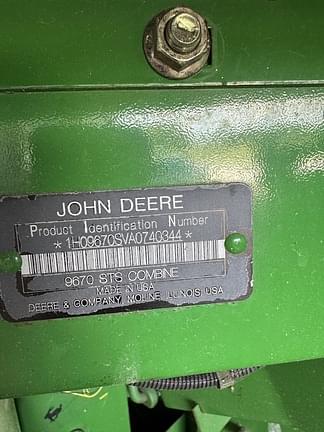 JOHN DEERE
Product Identification Number
*1H09670SVA0740344*
9670 STS COMBINE
MADE IN USA
DEERE & COMPANY MOLINE ILLINOIS USA